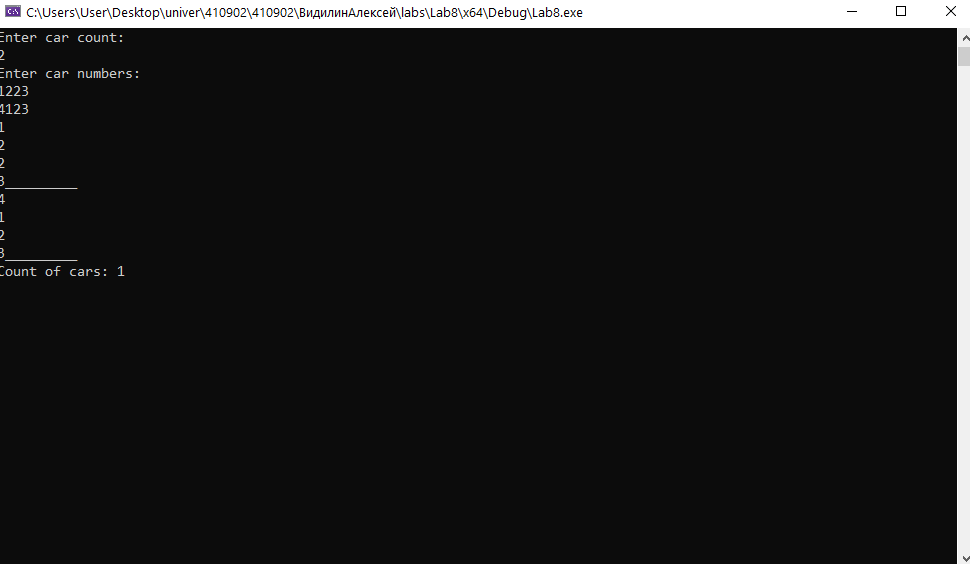 C:\Users\User\Desktop\univer\410902\410902\ВидилинАлексей\labs\Lab8\x64\Debug\Lab8.exe
Enter car count:
2
Enter car numbers:
1223
4123
1
2
2
3_________
4
1
2
3_________
Count of cars: 1